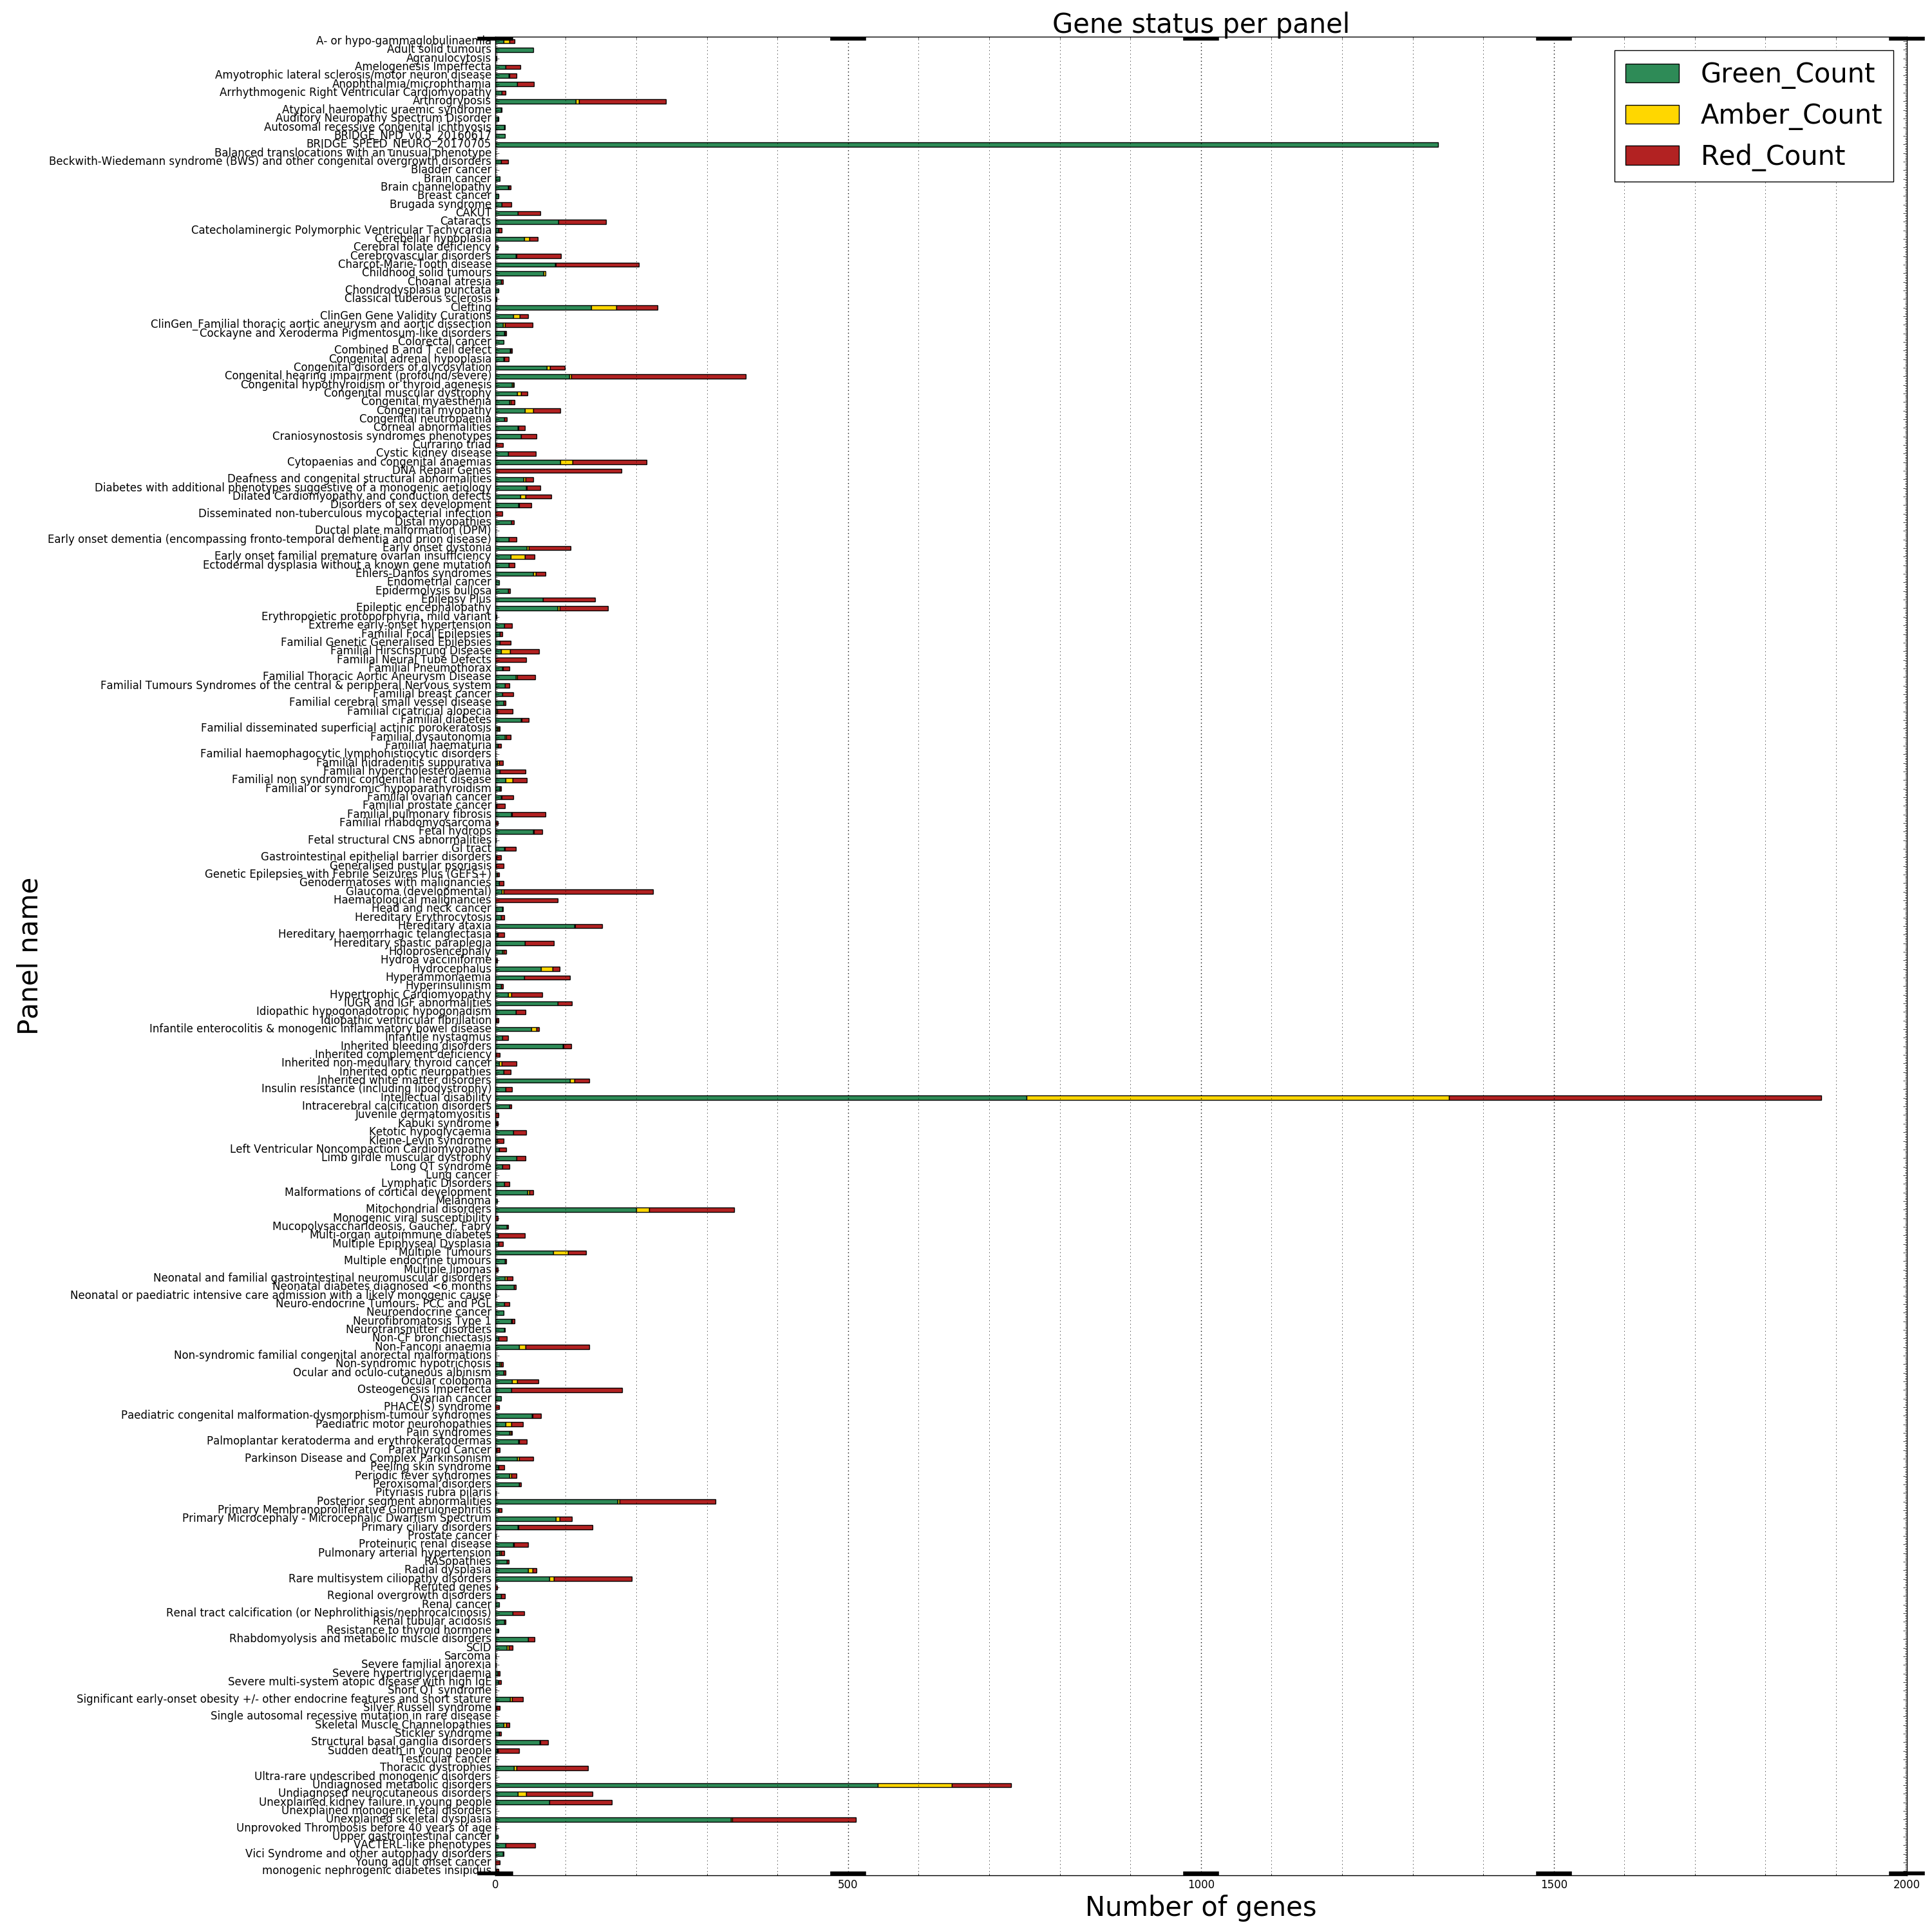 Gene status per panel
Green_Count
Amber_Count
Red_Count
Panel name
A- or hypo-gammaglobulinaemia
Adult solid tumours
Agranulocytosis
Amelogenesis Imperfecta
Amyotrophic lateral sclerosis/motor neuron disease
Anophthalmia/microphthamia
Arrhythmogenic Right Ventricular Cardiomyopathy
Arthrogryposis
Atypical haemolytic uraemic syndrome
Auditory Neuropathy Spectrum Disorder
Autosomal recessive congenital ichthyosis
BRIDGE_NPD_v0.5_20160617
BRIDGE_SPEED_NEURO_20170705
Balanced translocations with an unusual phenotype
Beckwith-Wiedemann syndrome (BWS) and other congenital overgrowth disorders
Bladder cancer
Brain cancer
Brain channelopathy
Breast cancer
Brugada syndrome
CAKUT
Cataracts
Catecholaminergic Polymorphic Ventricular Tachycardia
Cerebellar hypoplasia
Cerebral folate deficiency
Cerebrovascular disorders
Charcot-Marie-Tooth disease
Childhood solid tumours
Choanal atresia
Chondrodysplasia punctata
Classical tuberous sclerosis
Clefting
ClinGen Gene Validity Curations
ClinGen_Familial thoracic aortic aneurysm and aortic dissection
Cockayne and Xeroderma Pigmentosum-like disorders
Colorectal cancer
Combined B and T cell defect
Congenital adrenal hypoplasia
Congenital disorders of glycosylation
Congenital hearing impairment (profound/severe)
Congenital hypothyroidism or thyroid agenesis
Congenital muscular dystrophy
Congenital myaesthenia
Congenital myopathy
Congenital neutropaenia
Corneal abnormalities
Craniosynostosis syndromes phenotypes
Currarino triad
Cystic kidney disease
Cytopaenias and congenital anaemias
DNA Repair Genes
Deafness and congenital structural abnormalities
Diabetes with additional phenotypes suggestive of a monogenic aetiology
Dilated Cardiomyopathy and conduction defects
Disorders of sex development
Disseminated non-tuberculous mycobacterial infection
Distal myopathies
Ductal plate malformation (DPM)
Early onset dementia (encompassing fronto-temporal dementia and prion disease)
Early onset dystonia
Early onset familial premature ovarian insufficiency
Ectodermal dysplasia without a known gene mutation
Ehlers-Danlos syndromes
Endometrial cancer
Epidermolysis bullosa
Epilepsy Plus
Epileptic encephalopathy
Erythropoietic protoporphyria, mild variant
Extreme early-onset hypertension
Familial Focal Epilepsies
Familial Genetic Generalised Epilepsies
Familial Hirschsprung Disease
Familial Neural Tube Defects
Familial Pneumothorax
Familial Thoracic Aortic Aneurysm Disease
Familial Tumours Syndromes of the central & peripheral Nervous system
Familial breast cancer
Familial cerebral small vessel disease
Familial cicatricial alopecia
Familial diabetes
Familial disseminated superficial actinic porokeratosis
Familial dysautonomia
Familial haematuria
Familial haemophagocytic lymphohistiocytic disorders
Familial hidradenitis suppurativa
Familial hypercholesterolaemia
Familial non syndromic congenital heart disease
Familial or syndromic hypoparathyroidism
Familial ovarian cancer
Familial prostate cancer
Familial pulmonary fibrosis
Familial rhabdomyosarcoma
Fetal hydrops
Fetal structural CNS abnormalities
GI tract
Gastrointestinal epithelial barrier disorders
Generalised pustular psoriasis
Genetic Epilepsies with Febrile Seizures Plus (GEFS+)
Genodermatoses with malignancies
Glaucoma (developmental)
Haematological malignancies
Head and neck cancer
Hereditary Erythrocytosis
Hereditary ataxia
Hereditary haemorrhagic telangiectasia
Hereditary spastic paraplegia
Holoprosencephaly
Hydroa vacciniforme
Hydrocephalus
Hyperammonaemia
Hyperinsulinism
Hypertrophic Cardiomyopathy
IUGR and IGF abnormalities
Idiopathic hypogonadotropic hypogonadism
Idiopathic ventricular fibrillation
Infantile enterocolitis & monogenic inflammatory bowel disease
Infantile nystagmus
Inherited bleeding disorders
Inherited complement deficiency
Inherited non-medullary thyroid cancer
Inherited optic neuropathies
Inherited white matter disorders
Insulin resistance (including lipodystrophy)
Intellectual disability
Intracerebral calcification disorders
Juvenile dermatomyositis
Kabuki syndrome
Ketotic hypoglycaemia
Kleine-Levin syndrome
Left Ventricular Noncompaction Cardiomyopathy
Limb girdle muscular dystrophy
Long QT syndrome
Lung cancer
Lymphatic Disorders
Malformations of cortical development
Melanoma
Mitochondrial disorders
Monogenic viral susceptibility
Mucopolysaccharideosis, Gaucher, Fabry
Multi-organ autoimmune diabetes
Multiple Epiphyseal Dysplasia
Multiple Tumours
Multiple endocrine tumours
Multiple lipomas
Neonatal and familial gastrointestinal neuromuscular disorders
Neonatal diabetes diagnosed <6 months
Neonatal or paediatric intensive care admission with a likely monogenic cause
Neuro-endocrine Tumours- PCC and PGL
Neuroendocrine cancer
Neurofibromatosis Type 1
Neurotransmitter disorders
Non-CF bronchiectasis
Non-Fanconi anaemia
Non-syndromic familial congenital anorectal malformations
Non-syndromic hypotrichosis
Ocular and oculo-cutaneous albinism
Ocular coloboma
Osteogenesis Imperfecta
Ovarian cancer
PHACE(S) syndrome
Paediatric congenital malformation-dysmorphism-tumour syndromes
Paediatric motor neuronopathies
Pain syndromes
Palmoplantar keratoderma and erythrokeratodermas
Parathyroid Cancer
Parkinson Disease and Complex Parkinsonism
Peeling skin syndrome
Periodic fever syndromes
Peroxisomal disorders
Pityriasis rubra pilaris
Posterior segment abnormalities
Primary Membranoproliferative Glomerulonephritis
Primary Microcephaly - Microcephalic Dwarfism Spectrum
Primary ciliary disorders
Prostate cancer
Proteinuric renal disease
Pulmonary arterial hypertension
RASopathies
Radial dysplasia
Rare multisystem ciliopathy disorders
Refuted genes
Regional overgrowth disorders
Renal cancer
Renal tract calcification (or Nephrolithiasis/nephrocalcinosis)
Renal tubular acidosis
Resistance to thyroid hormone
Rhabdomyolysis and metabolic muscle disorders
SCID
Sarcoma
Severe familial anorexia
Severe hypertriglyceridaemia
Severe multi-system atopic disease with high IgE
Short QT syndrome
Significant early-onset obesity +/- other endocrine features and short stature
Silver Russell syndrome
Single autosomal recessive mutation in rare disease
Skeletal Muscle Channelopathies
Stickler syndrome
Structural basal ganglia disorders
Sudden death in young people
Testicular cancer
Thoracic dystrophies
Ultra-rare undescribed monogenic disorders
Undiagnosed metabolic disorders
Undiagnosed neurocutaneous disorders
Unexplained kidney failure in young people
Unexplained monogenic fetal disorders
Unexplained skeletal dysplasia
Unprovoked Thrombosis before 40 years of age
Upper gastrointestinal cancer
VACTERL-like phenotypes
Vici Syndrome and other autophagy disorders
Young adult onset cancer
monogenic nephrogenic diabetes insipidus
0
500
1000
1500
2000
Number of genes